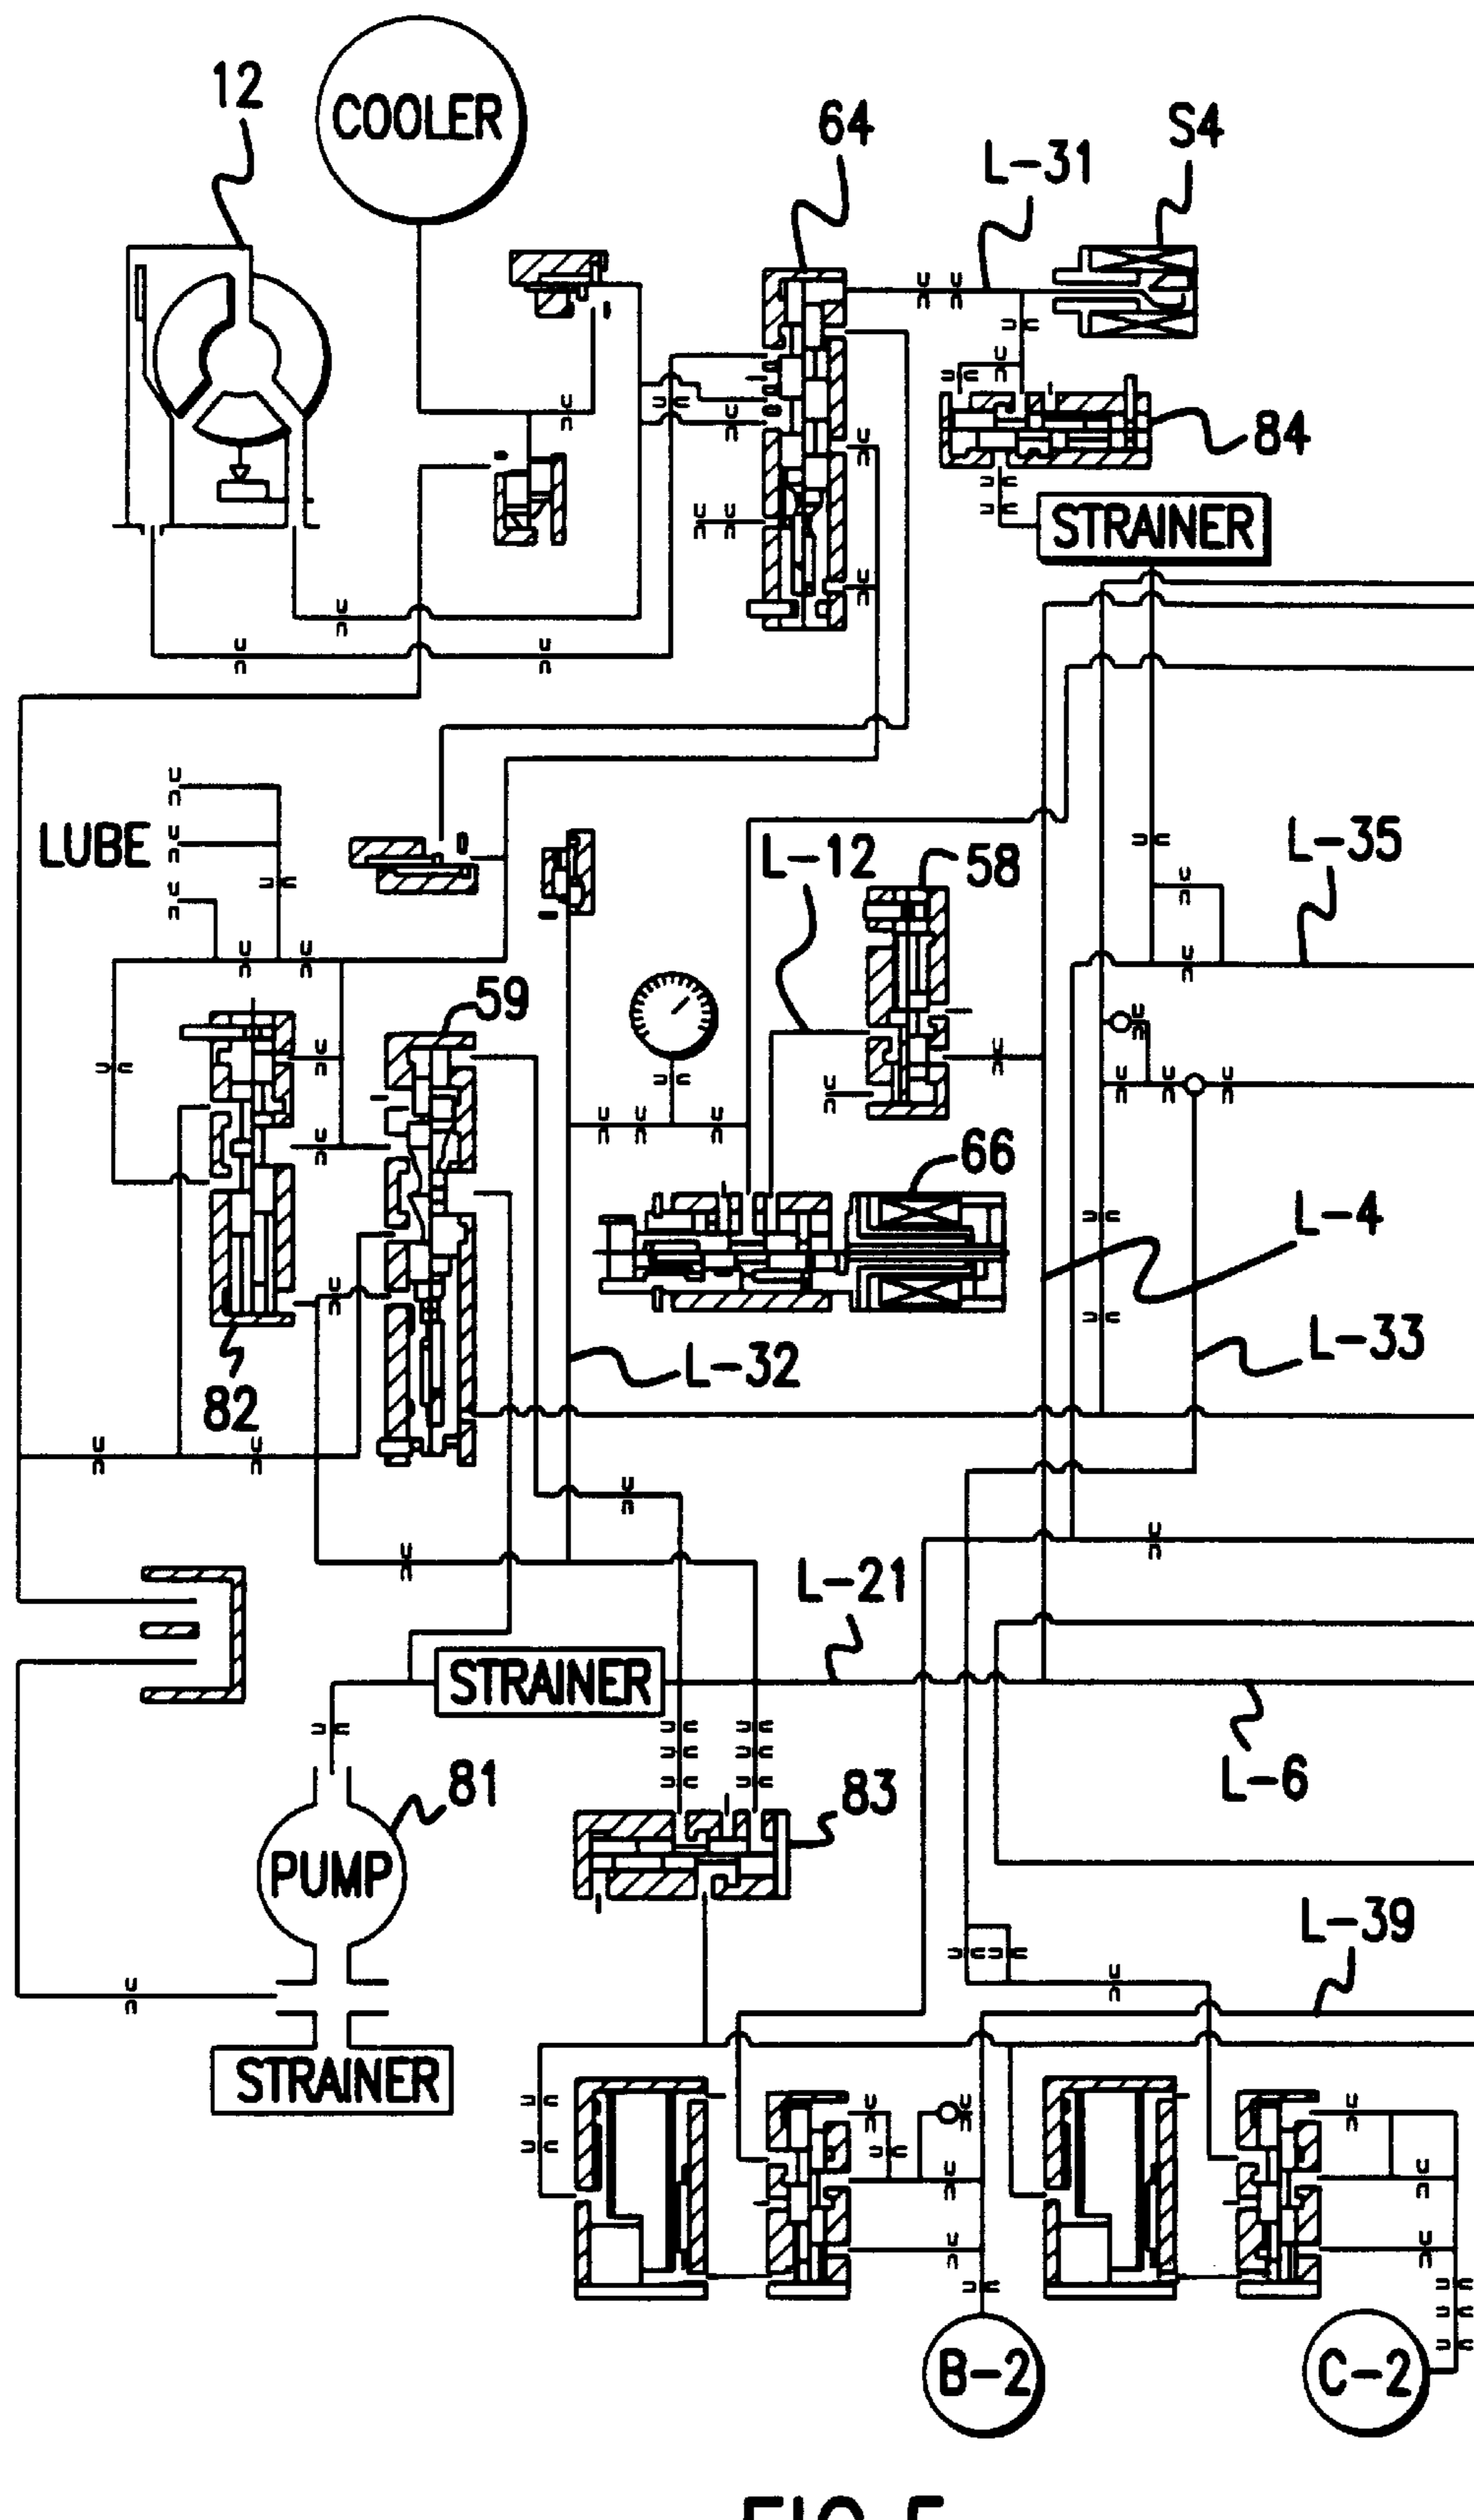 12
COOLER
64
L-31
S4
84
STRAINER
LUBE
L-12
58
L-35
59
66
L-4
L-33
L-32
82
L-21
STRAINER
L-6
81
83
PUMP
L-39
STRAINER
B-2
C-2